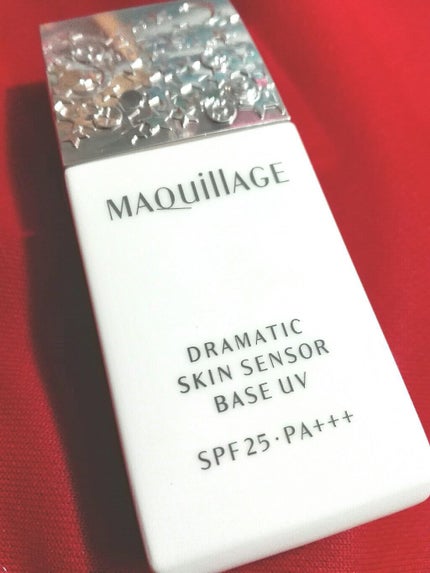 MAQuillAGE
DRAMATIC
SKIN SENSOR
BASE UV
SPF25・PA+++